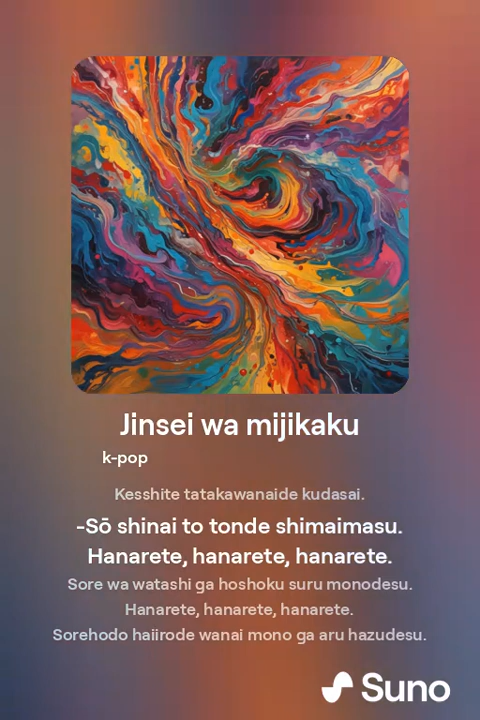 Jinsei wa mijikaku
k-pop
Kesshite tatakawanaide kudasai.
-Sō shinai to tonde shimaimasu.
Hanarete, hanarete, hanarete.
Sore wa watashi ga hoshoku suru monodesu.
Hanarete, hanarete, hanarete.
Sorehodo haiirode wanai mono ga aru hazudesu.
Suno